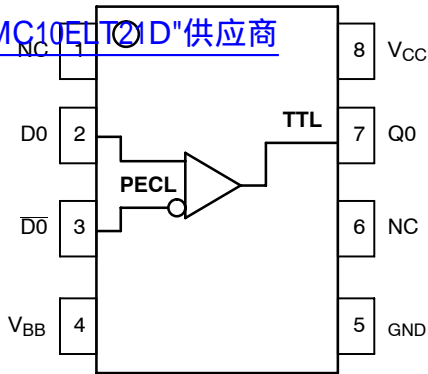 MC10ELT21D"供应商
NC 1
8 VCC
D0 2
TTL
7 Q0
PECL
D0 3
6 NC
VBB 4
5 GND